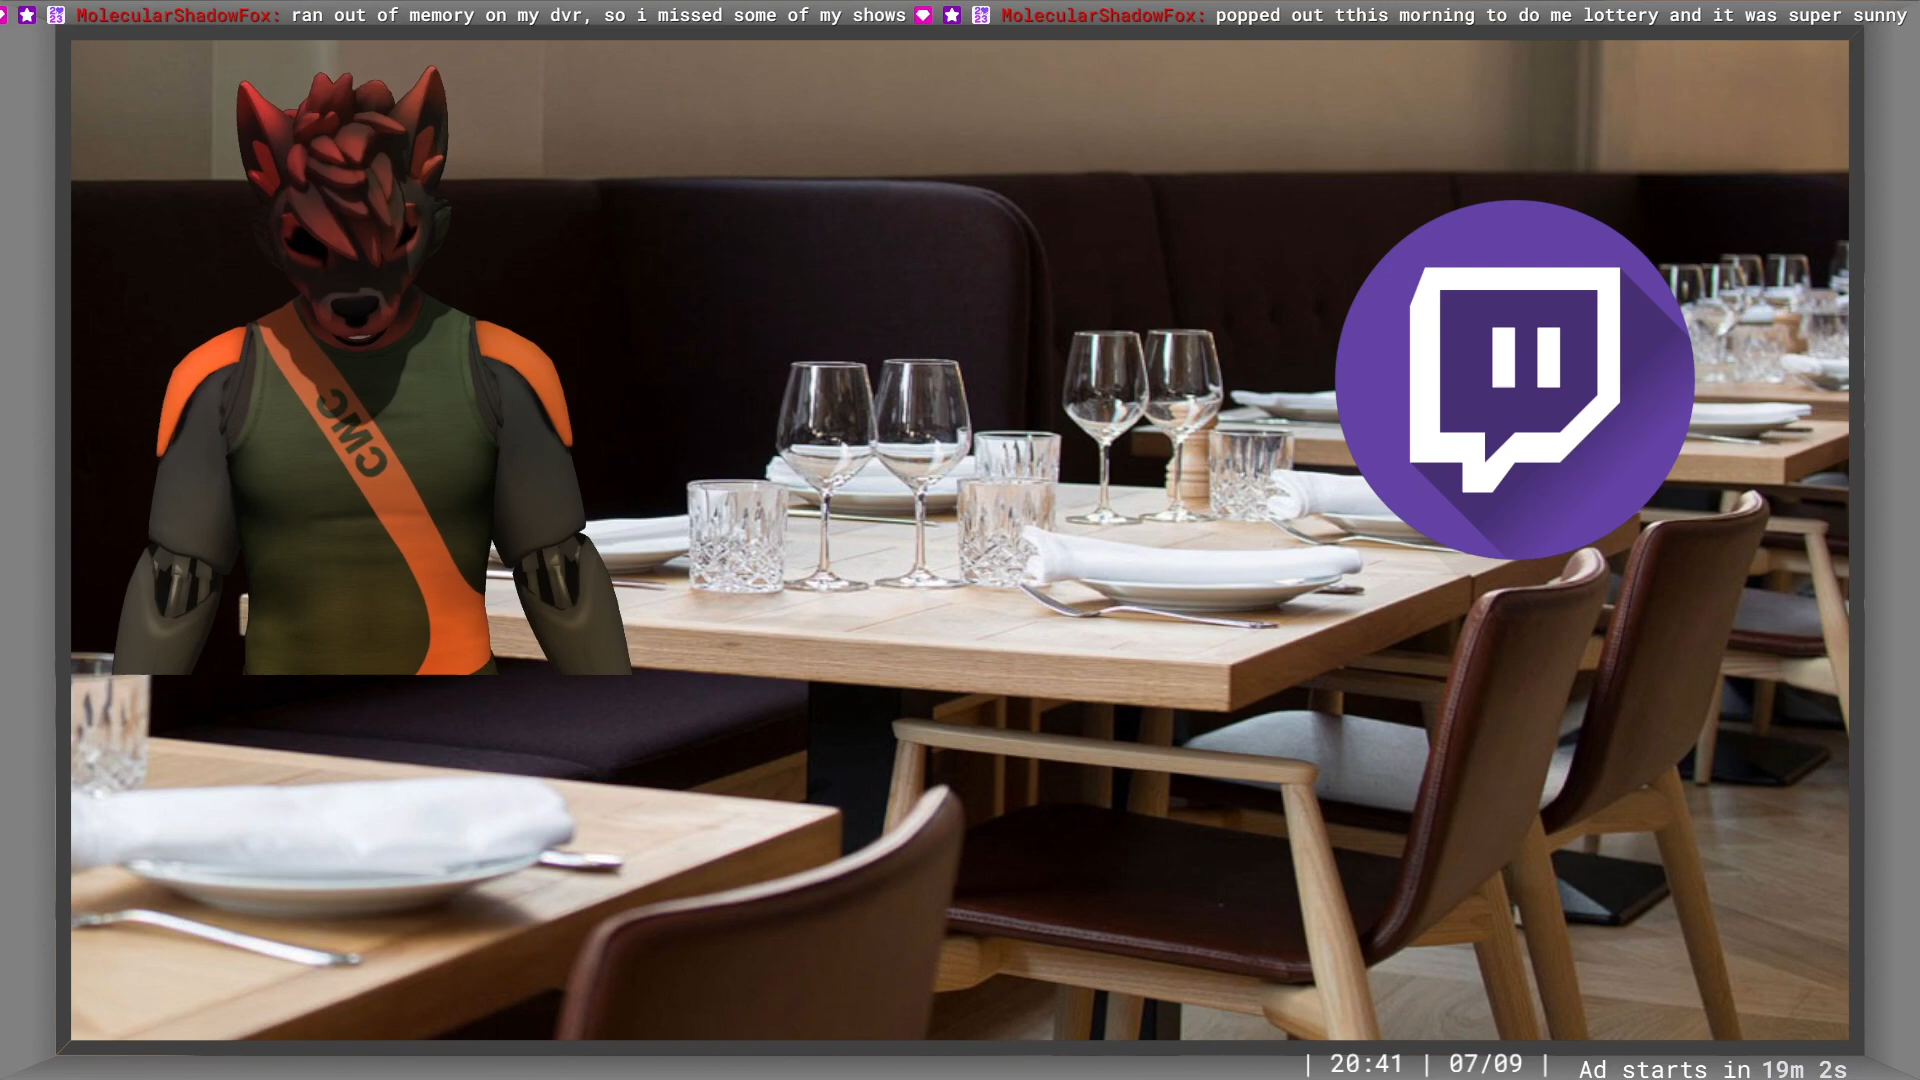 MolecularShadowFox: ran out of memory on my dvr, so i missed some of my shows MolecularShadowFox: popped out tthis morning to do me lottery and it was super sunny
CMC
| 20:41 | 07/09 | Ad starts in 19m 2s